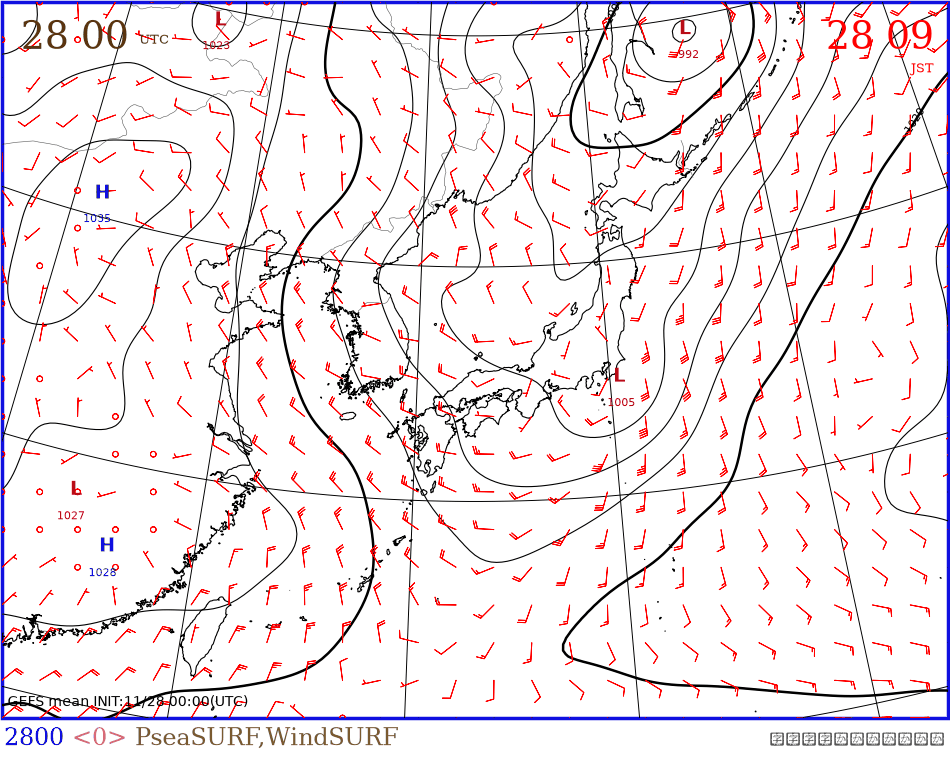 28 00 UTC
28 09
JST
L
1023
L
992
1020
H
1035
L
1005
L
1027
H
1028
GEFS mean INIT:11/28-00:00(UTC)
2800 <0> PseaSURF,WindSURF